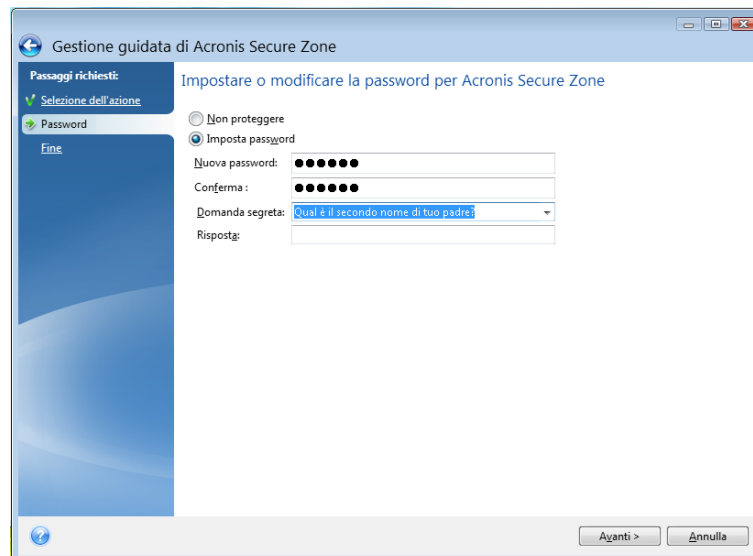 Gestione guidata di Acronis Secure Zone
Passaggi richiesti:
Selezione dell'azione
Password
Fine
Impostare o modificare la password per Acronis Secure Zone
Non proteggere
Imposta password
Nuova password: ●●●●●●
Conferma : ●●●●●●
Domanda segreta: Qual è il secondo nome di tuo padre?
Risposta:
Avanti >
Annulla